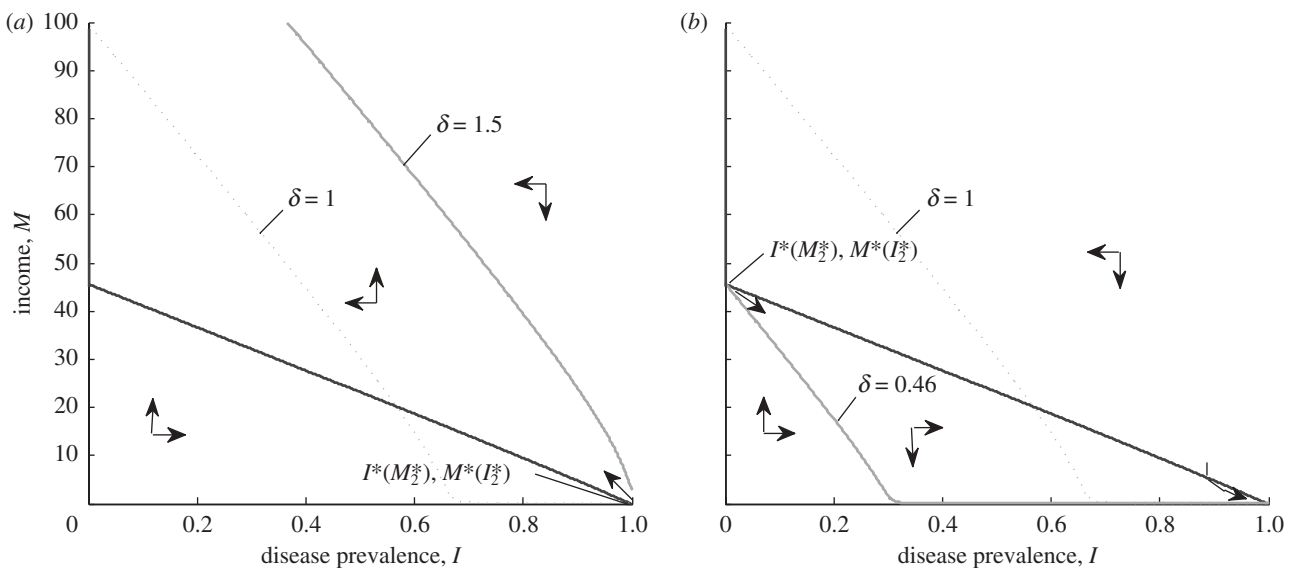 (a)
100
90
80
70
60
50
40
30
20
10
0
income, M
δ = 1.5
δ = 1
I*(M₂*), M*(I₂*)
0.2 0.4 0.6 0.8 1.0
disease prevalence, I
(b)
δ = 1
I*(M₂*), M*(I₂*)
δ = 0.46
0 0.2 0.4 0.6 0.8 1.0
disease prevalence, I